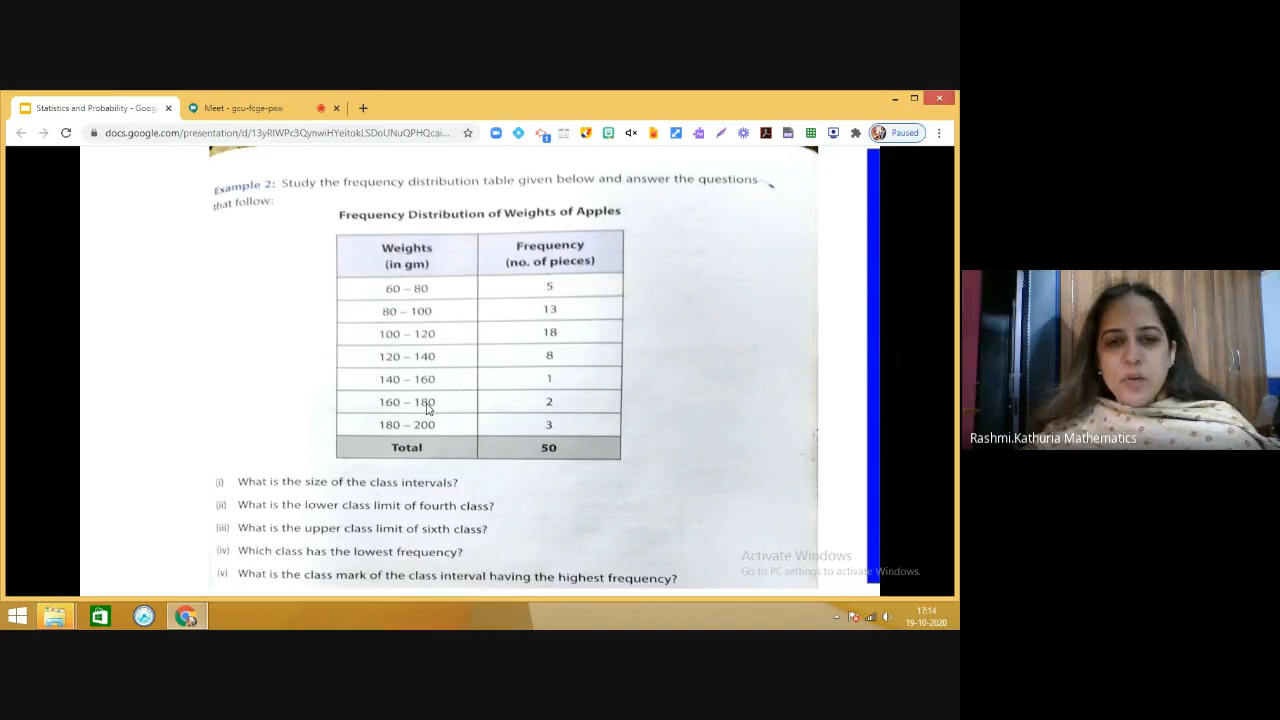 Statistics and Probability - Goog
Meet - gcu-fcge-pxw
docs.google.com/presentation/d/13yRIWPc3QynwiHYeitokLSDoUNuQPHQcai...
Paused
Example 2: Study the frequency distribution table given below and answer the questions
that follow:
Frequency Distribution of Weights of Apples
Weights
(in gm)
Frequency
(no. of pieces)
60 – 80 5
80 – 100 13
100 – 120 18
120 – 140 8
140 – 160 1
160 – 180 2
180 – 200 3
Total 50
(i) What is the size of the class intervals?
(ii) What is the lower class limit of fourth class?
(iii) What is the upper class limit of sixth class?
(iv) Which class has the lowest frequency?
(v) What is the class mark of the class interval having the highest frequency?
Activate Windows
Go to PC settings to activate Windows.
17:14
19-10-2020
Rashmi.Kathuria Mathematics